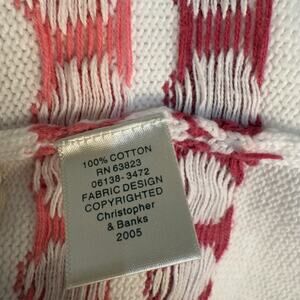 100% COTTON
RN 63823
06138-3472
FABRIC DESIGN
COPYRIGHTED
Christopher
& Banks
2005